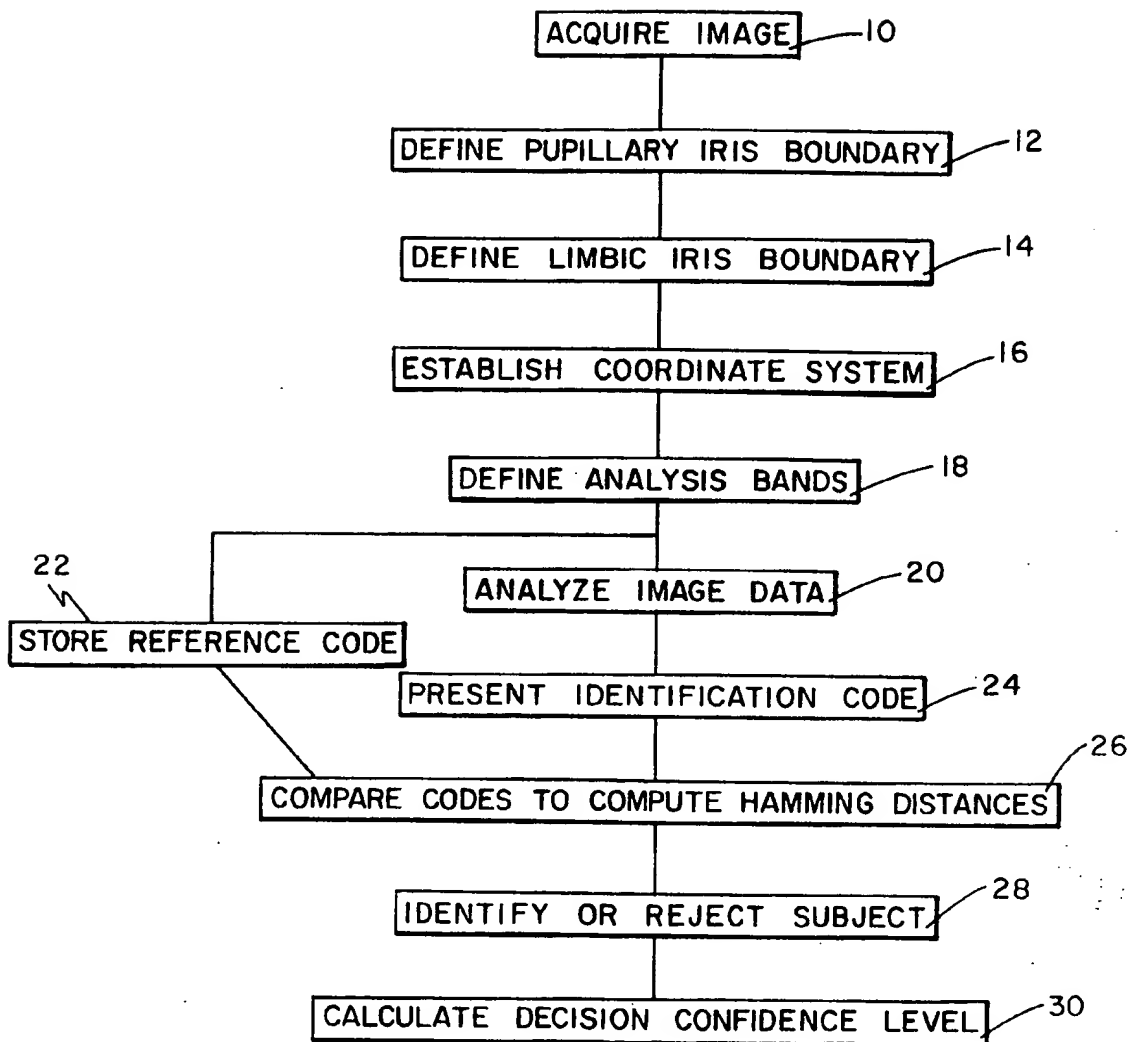 ACQUIRE IMAGE 10
DEFINE PUPILLARY IRIS BOUNDARY 12
DEFINE LIMBIC IRIS BOUNDARY 14
ESTABLISH COORDINATE SYSTEM 16
DEFINE ANALYSIS BANDS 18
22
ANALYZE IMAGE DATA 20
STORE REFERENCE CODE
PRESENT IDENTIFICATION CODE 24
COMPARE CODES TO COMPUTE HAMMING DISTANCES 26
IDENTIFY OR REJECT SUBJECT 28
CALCULATE DECISION CONFIDENCE LEVEL 30